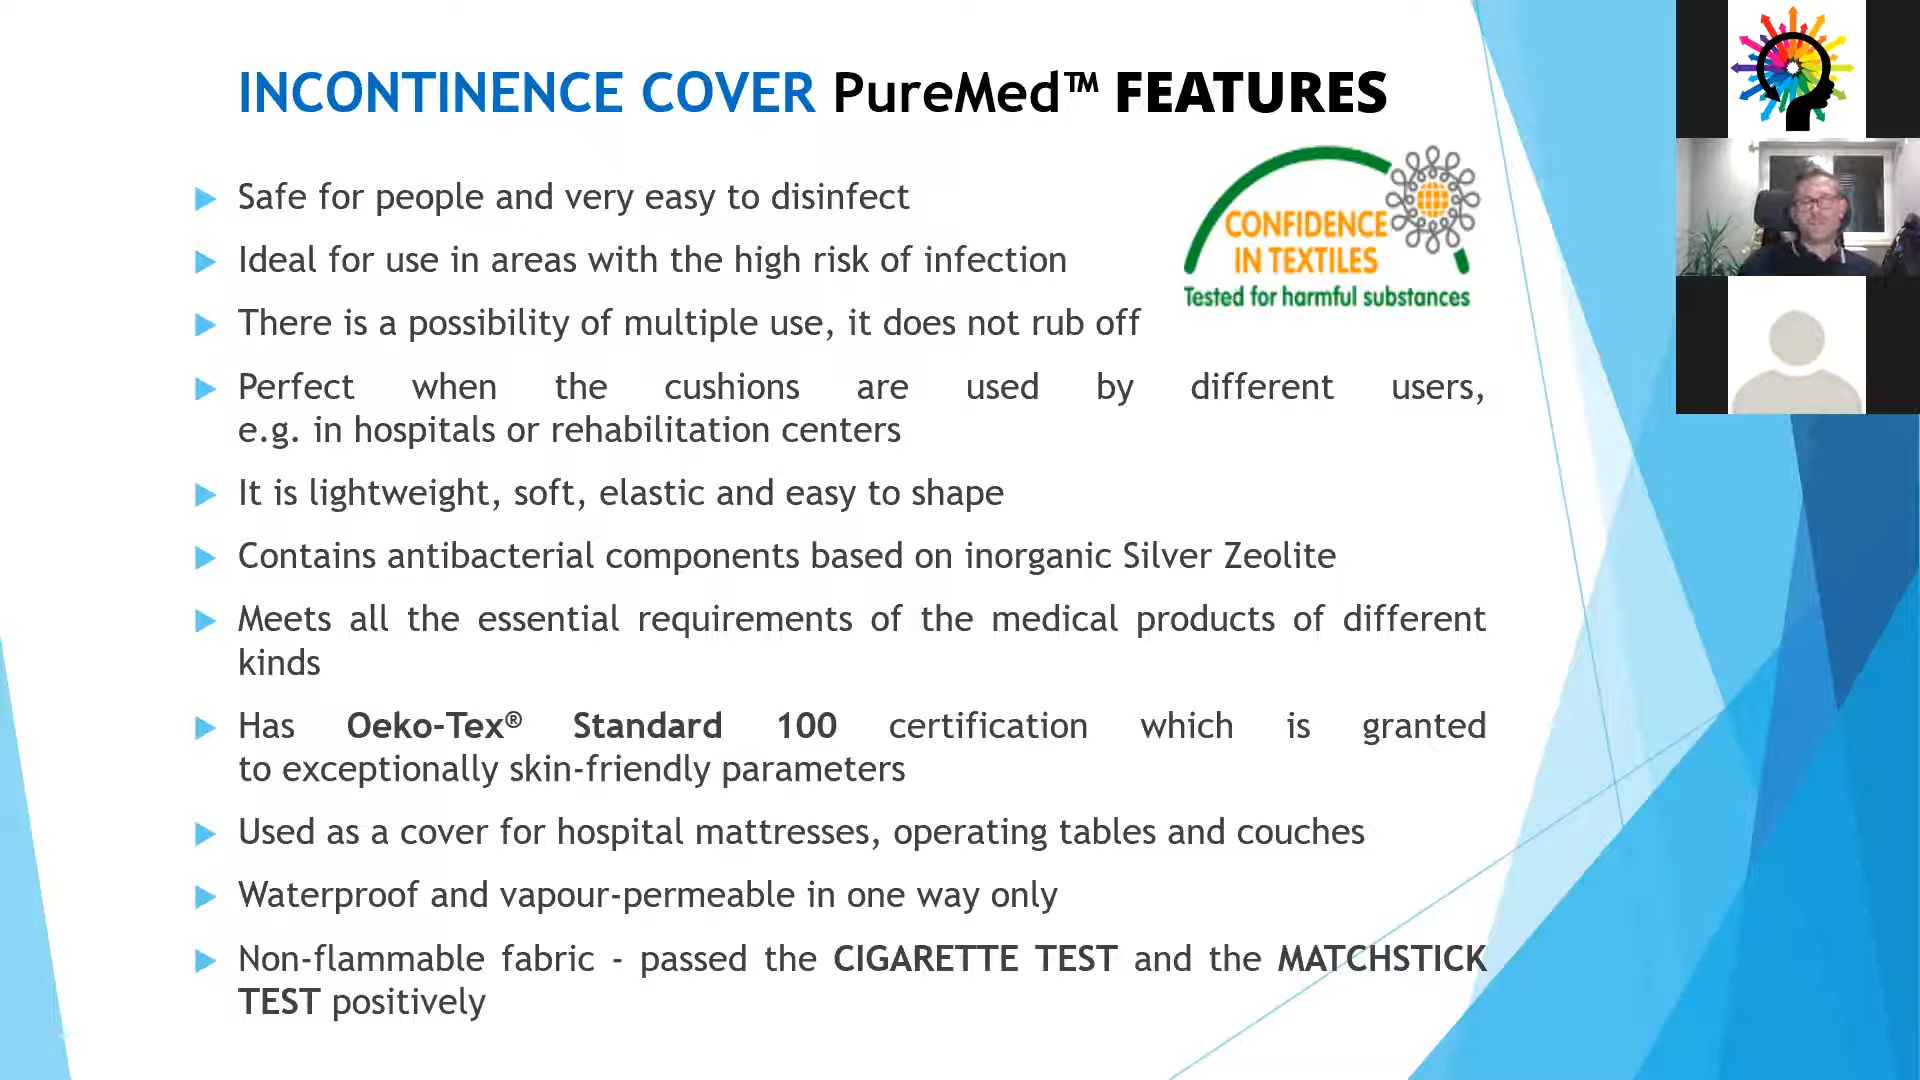 INCONTINENCE COVER PureMed™ FEATURES
Safe for people and very easy to disinfect
Ideal for use in areas with the high risk of infection
There is a possibility of multiple use, it does not rub off
CONFIDENCE
IN TEXTILES
Tested for harmful substances
Perfect when the cushions are used by different users,
e.g. in hospitals or rehabilitation centers
It is lightweight, soft, elastic and easy to shape
Contains antibacterial components based on inorganic Silver Zeolite
Meets all the essential requirements of the medical products of different
kinds
Has Oeko-Tex® Standard 100 certification which is granted
to exceptionally skin-friendly parameters
Used as a cover for hospital mattresses, operating tables and couches
Waterproof and vapour-permeable in one way only
Non-flammable fabric - passed the CIGARETTE TEST and the MATCHSTICK
TEST positively